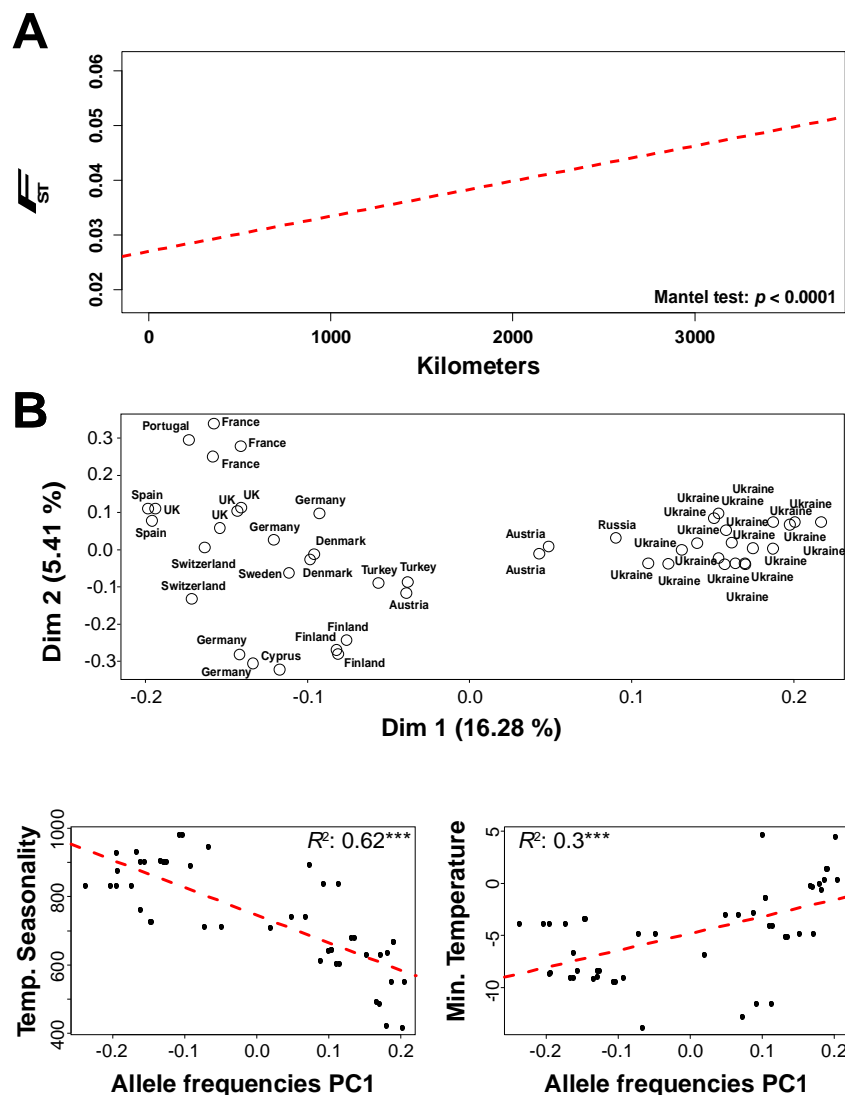 A
0.06
0.05
0.04
0.03
0.02
FST
Mantel test: p < 0.0001
0 1000 2000 3000
Kilometers
B
0.3
0.2
0.1
0.0
-0.1
-0.2
-0.3
Dim 2 (5.41 %)
Portugal France
France
France
Spain UK
Spain
UK UK
UK
Germany
Germany
Switzerland
Denmark
Sweden Denmark
Switzerland
Turkey Turkey
Austria
Finland
Finland
Finland
Germany
Germany
Cyprus
Austria
Austria
Russia
Ukraine Ukraine
Ukraine Ukraine Ukraine
Ukraine Ukraine Ukraine
Ukraine Ukraine Ukraine
Ukraine Ukraine Ukraine
Ukraine Ukraine Ukraine
Ukraine
-0.2 -0.1 0.0 0.1 0.2
Dim 1 (16.28 %)
1000
800
600
400
Temp. Seasonality
R2: 0.62***
-0.2 -0.1 0.0 0.1 0.2
Allele frequencies PC1
5
0
-5
-10
Min. Temperature
R2: 0.3***
-0.2 -0.1 0.0 0.1 0.2
Allele frequencies PC1